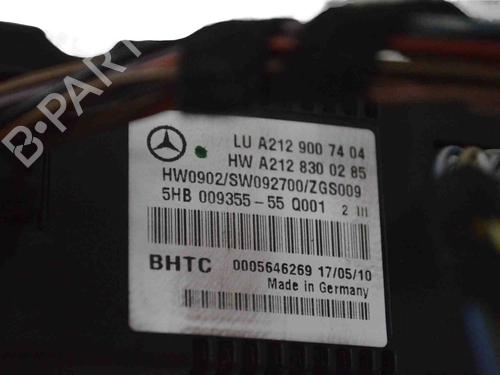 LU A212 900 74 04
HW A212 830 02 85
HW0902/SW092700/ZGS009
5HB 009355-55 Q001 2 III
BHTC 0005646269 17/05/10
Made in Germany